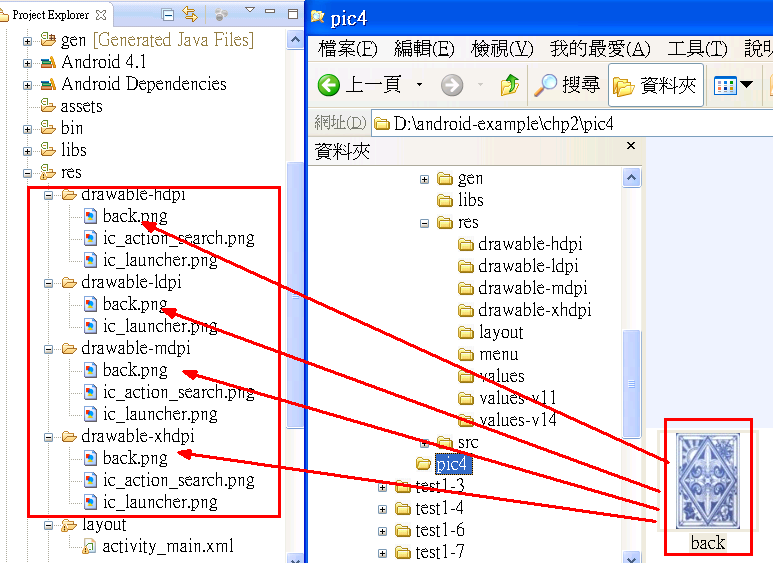 Project Explorer
gen [Generated Java Files]
Android 4.1
Android Dependencies
assets
bin
libs
res
drawable-hdpi
back.png
ic_action_search.png
ic_launcher.png
drawable-ldpi
back.png
ic_launcher.png
drawable-mdpi
back.png
ic_action_search.png
ic_launcher.png
drawable-xhdpi
back.png
ic_action_search.png
ic_launcher.png
layout
activity_main.xml
pic4
檔案(F) 編輯(E) 檢視(V) 我的最愛(A) 工具(T) 說明
上一頁 搜尋 資料夾
網址(D) D:\android-example\chp2\pic4
資料夾
gen
libs
res
drawable-hdpi
drawable-ldpi
drawable-mdpi
drawable-xhdpi
layout
menu
values
values-v11
values-v14
src
pic4
test1-3
test1-4
test1-6
test1-7
back